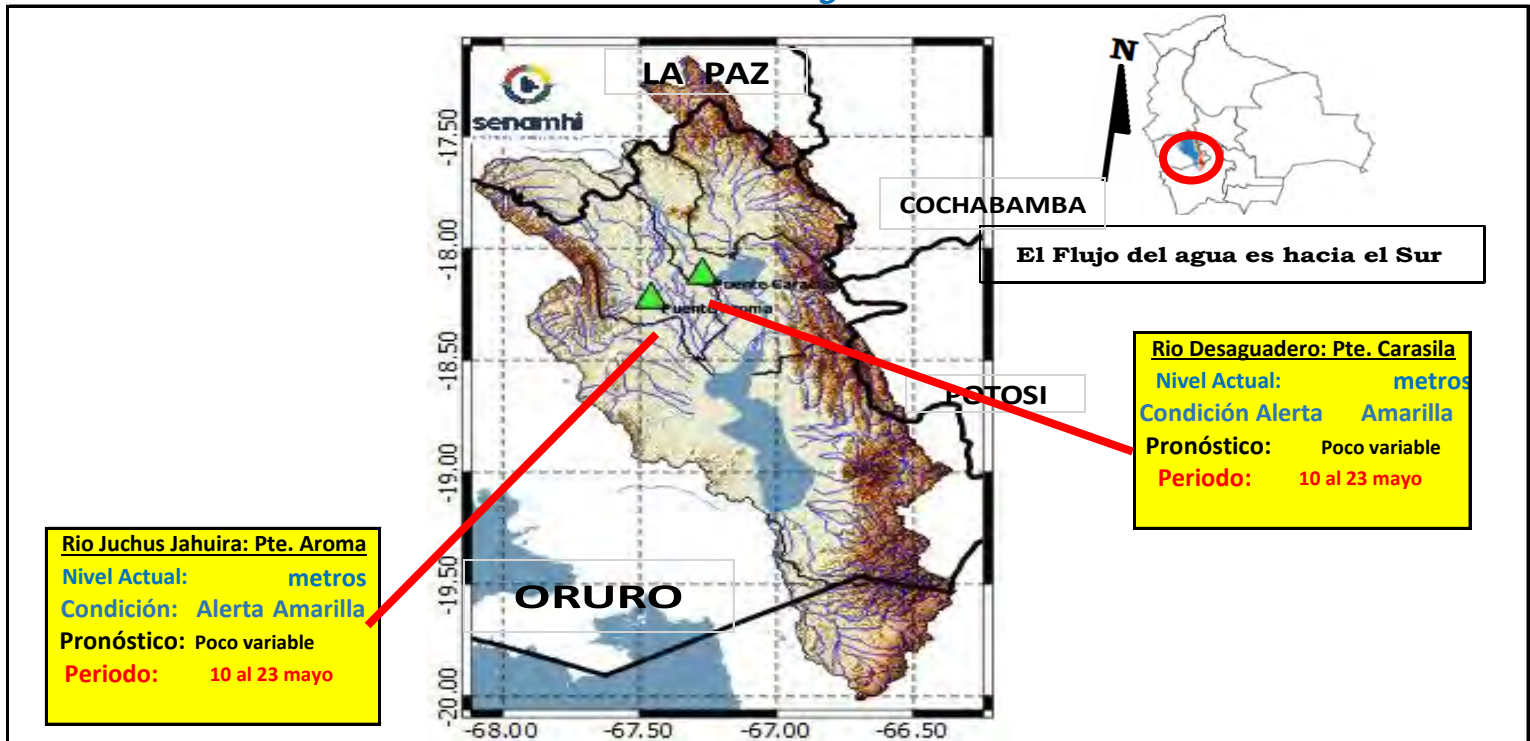 LA PAZ
senamhi
N
COCHABAMBA
El Flujo del agua es hacia el Sur
-17.50
-18.00
-18.50
-19.00
-19.50
-20.00
-68.00 -67.50 -67.00 -66.50
Puente
Puente
POTOSI
ORURO
Rio Desaguadero: Pte. Carasila
Nivel Actual: metros
Condición Alerta Amarilla
Pronóstico: Poco variable
Periodo: 10 al 23 mayo
Rio Juchus Jahuira: Pte. Aroma
Nivel Actual: metros
Condición: Alerta Amarilla
Pronóstico: Poco variable
Periodo: 10 al 23 mayo